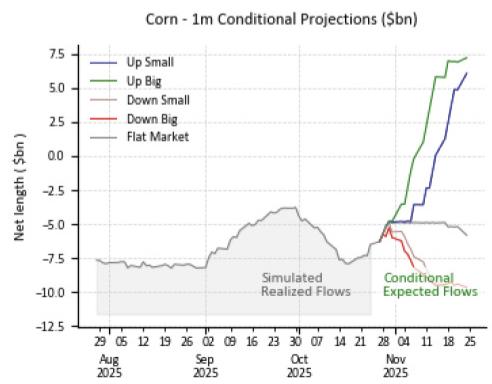 Corn - 1m Conditional Projections ($bn)
Net length ( $bn )
7.5
5.0
2.5
0.0
−2.5
−5.0
−7.5
−10.0
−12.5
Up Small
Up Big
Down Small
Down Big
Flat Market
Simulated
Realized Flows
Conditional
Expected Flows
29 05 12 19 26 02 09 16 23 30 07 14 21 28 04 11 18 25
Aug Sep Oct Nov
2025 2025 2025 2025